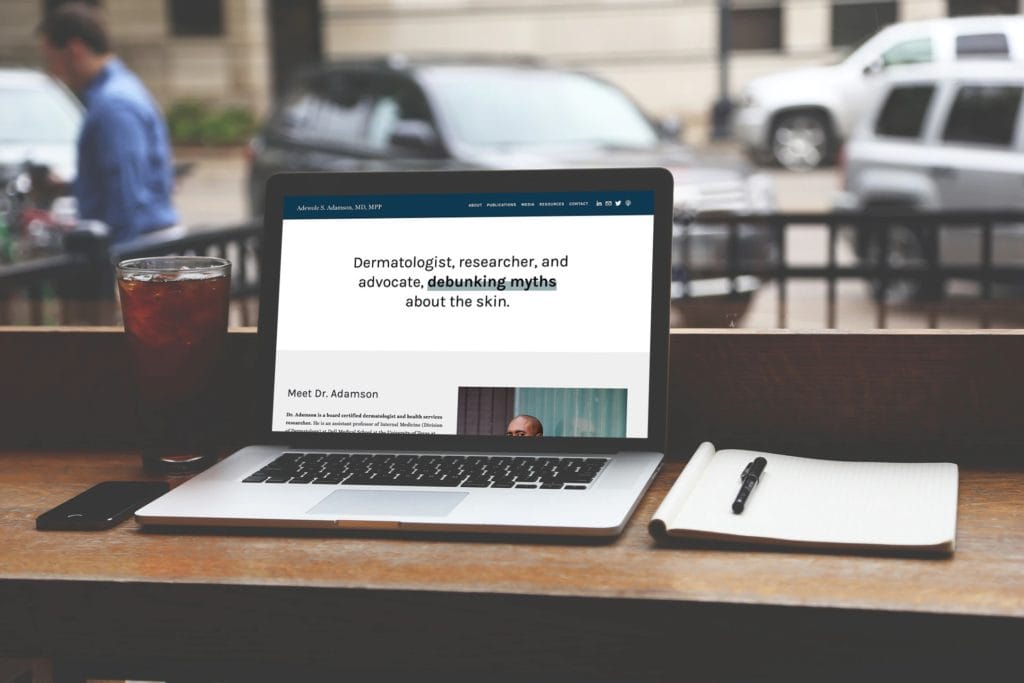 Adewole S. Adamson, MD, MPP
ABOUT PUBLICATIONS MEDIA RESOURCES CONTACT
Dermatologist, researcher, and
advocate, debunking myths
about the skin.
Meet Dr. Adamson
Dr. Adamson is a board certified dermatologist and health services
researcher. He is an assistant professor of Internal Medicine (Division
of Dermatology) at Dell Medical School at the University of Texas at